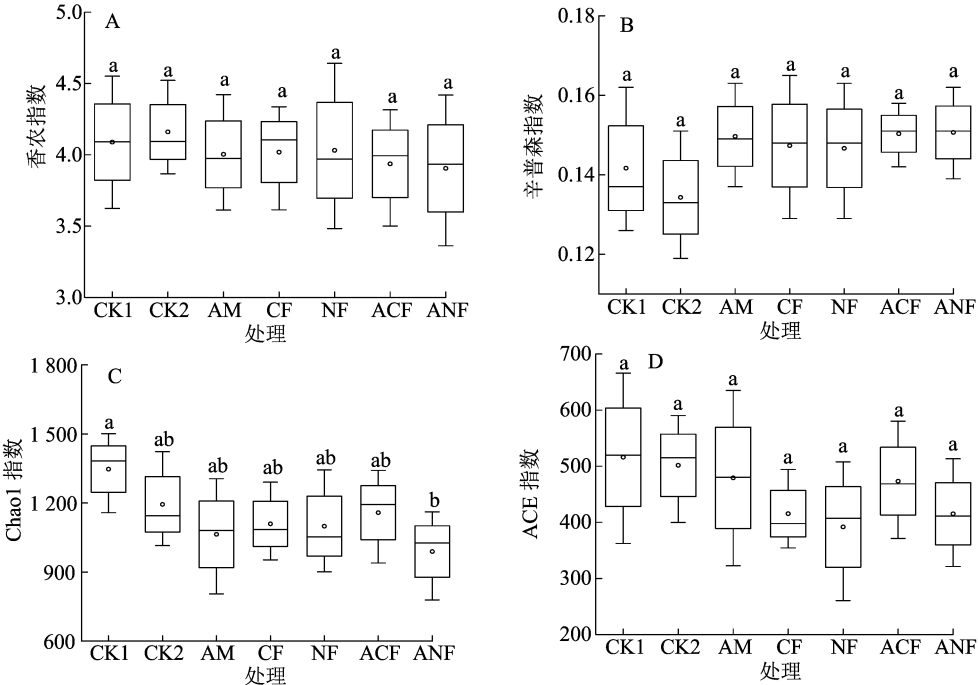 A
香农指数
5.0
4.5
4.0
3.5
3.0
a a a a a a a
CK1 CK2 AM CF NF ACF ANF
处理
B
辛普森指数
0.18
0.16
0.14
0.12
a a a a a a a
CK1 CK2 AM CF NF ACF ANF
处理
C
Chao1 指数
1 800
1 500
1 200
900
600
a ab ab ab ab ab b
CK1 CK2 AM CF NF ACF ANF
处理
D
ACE 指数
700
600
500
400
300
200
a a a a a a a
CK1 CK2 AM CF NF ACF ANF
处理